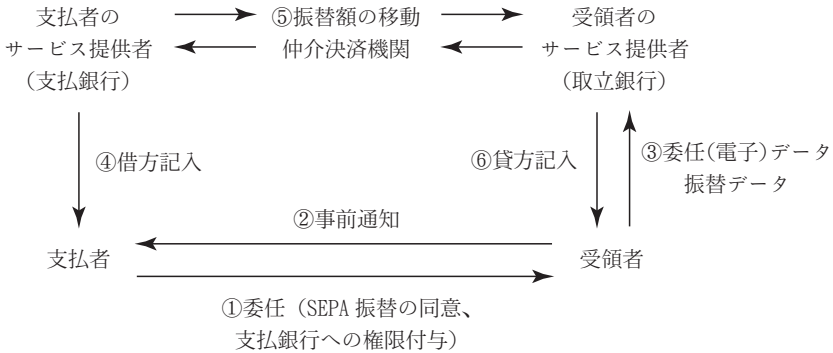 支払者の
サービス提供者
（支払銀行）
⑤振替額の移動
仲介決済機関
受領者の
サービス提供者
（取立銀行）
④借方記入
⑥貸方記入
③委任（電子）データ
振替データ
②事前通知
支払者
受領者
①委任（SEPA 振替の同意、
支払銀行への権限付与）